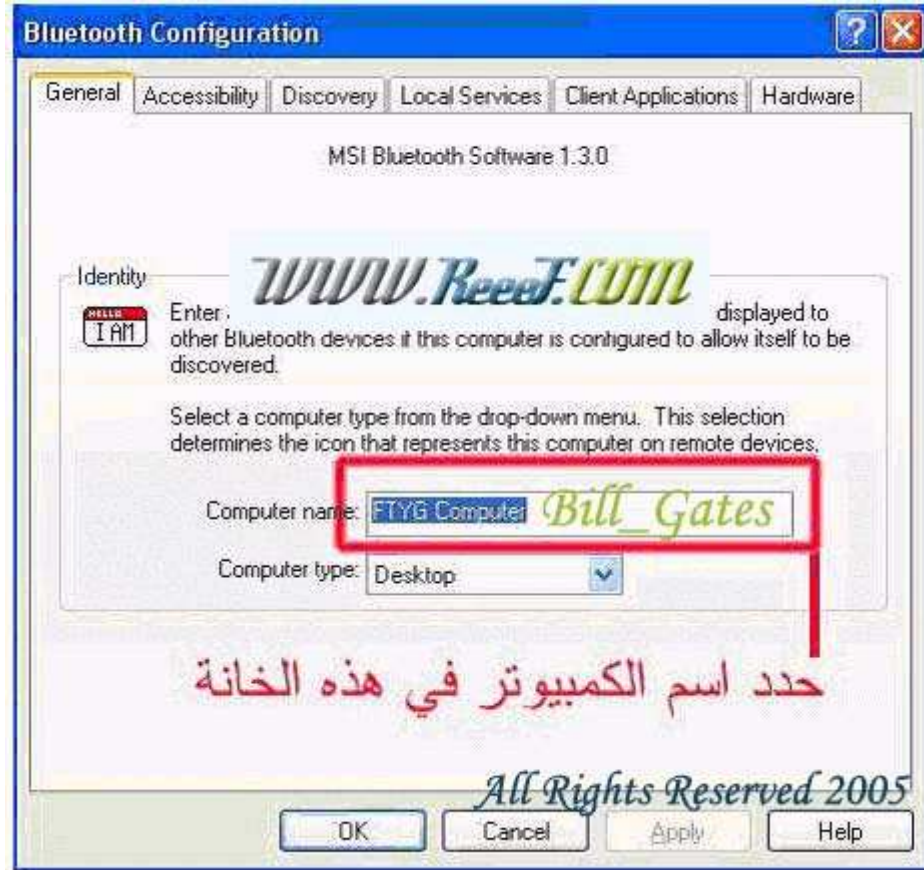 Bluetooth Configuration
General Accessibility Discovery Local Services Client Applications Hardware
MSI Bluetooth Software 1.3.0
www.ReeeF.com
Identity
HELLO
I AM
Enter displayed to
other Bluetooth devices if this computer is configured to allow itself to be
discovered.
Select a computer type from the drop-down menu. This selection
determines the icon that represents this computer on remote devices.
Computer name: FTYG Computer Bill_Gates
Computer type: Desktop
حدد اسم الكمبيوتر في هذه الخانة
All Rights Reserved 2005
OK Cancel Apply Help